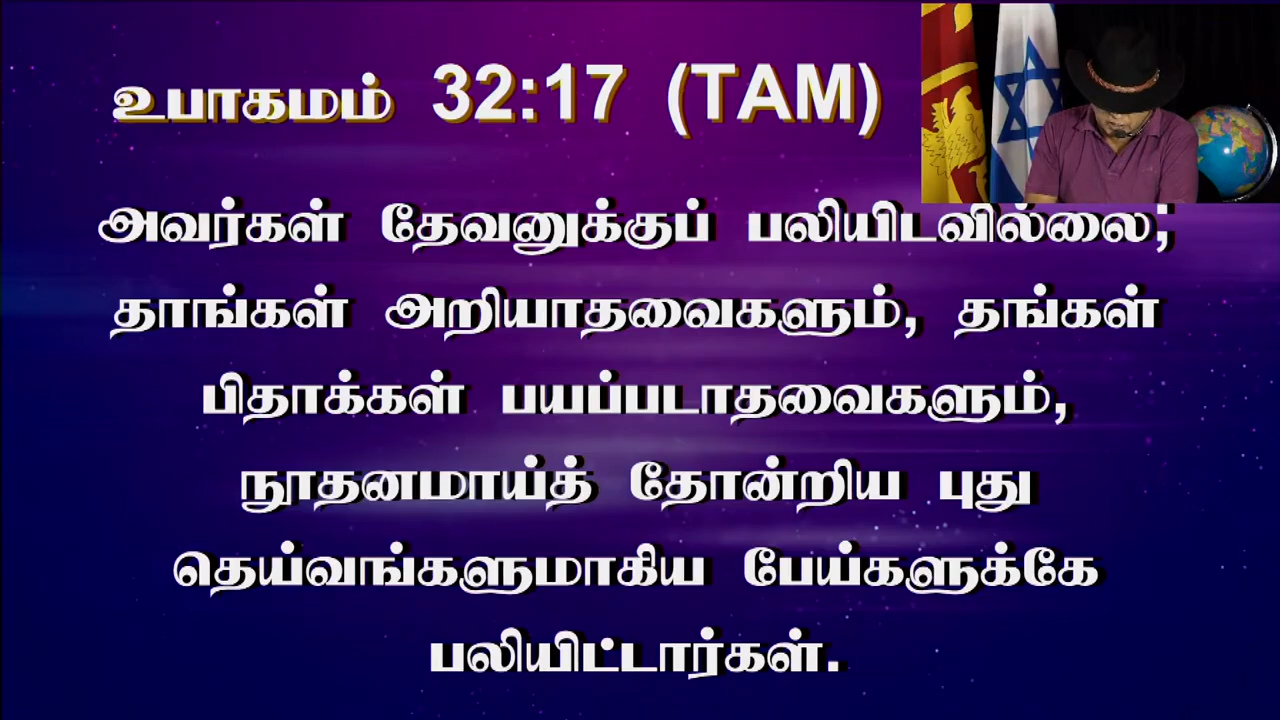 உபாகமம் 32:17 (TAM)
அவர்கள் தேவனுக்குப் பலியிடவில்லை;
தாங்கள் அறியாதவைகளும், தங்கள்
பிதாக்கள் பயப்படாதவைகளும்,
நூதனமாய்த் தோன்றிய புது
தெய்வங்களுமாகிய பேய்களுக்கே
பலியிட்டார்கள்.